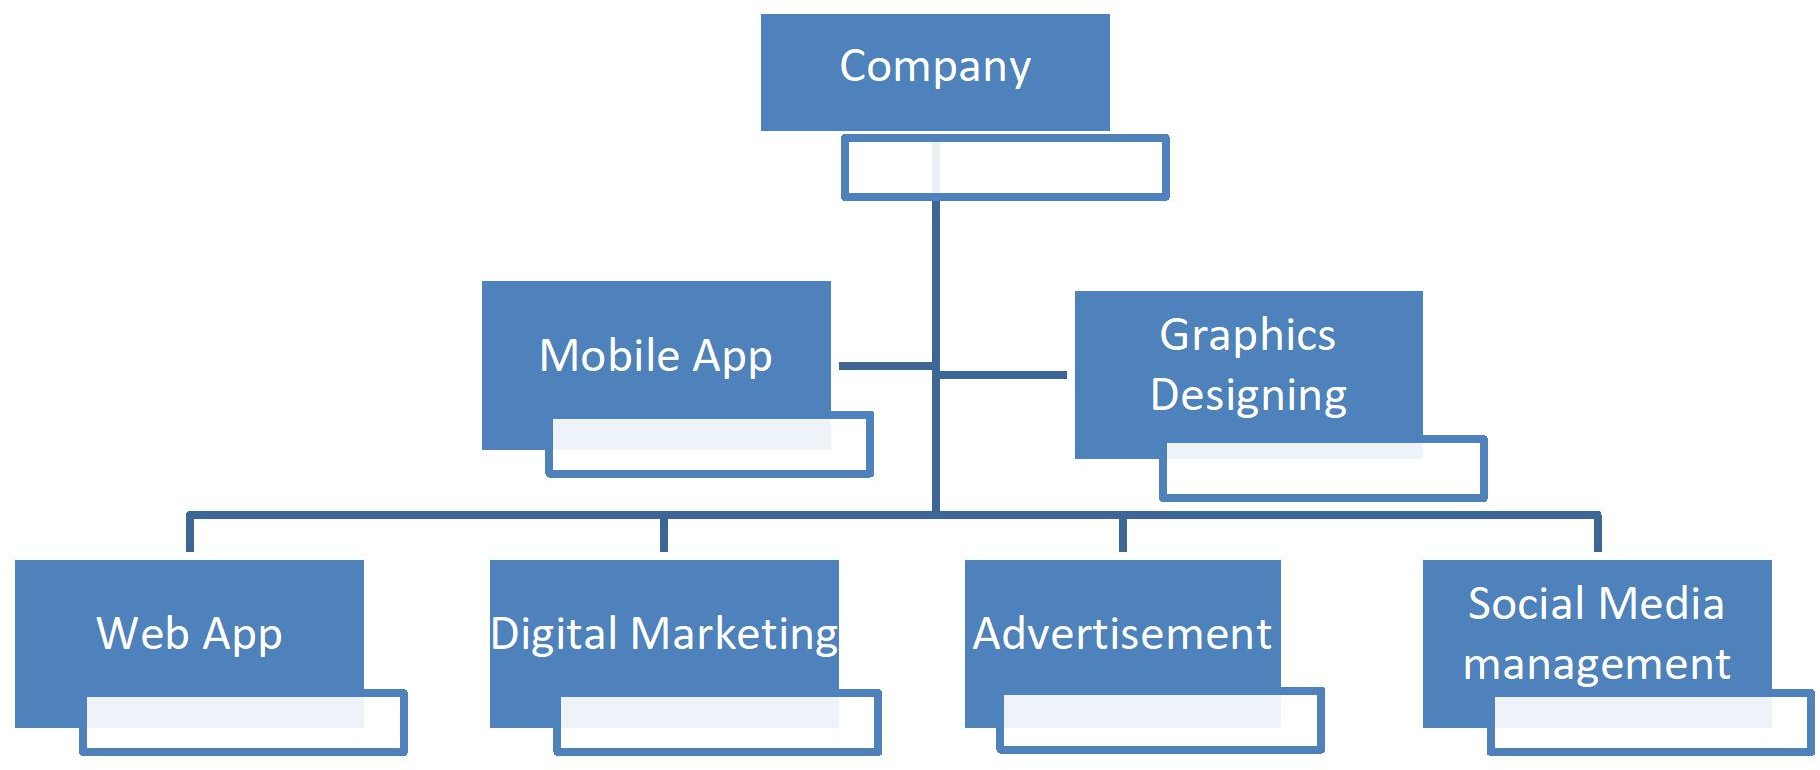 Company
Mobile App
Graphics
Designing
Web App
Digital Marketing
Advertisement
Social Media
management